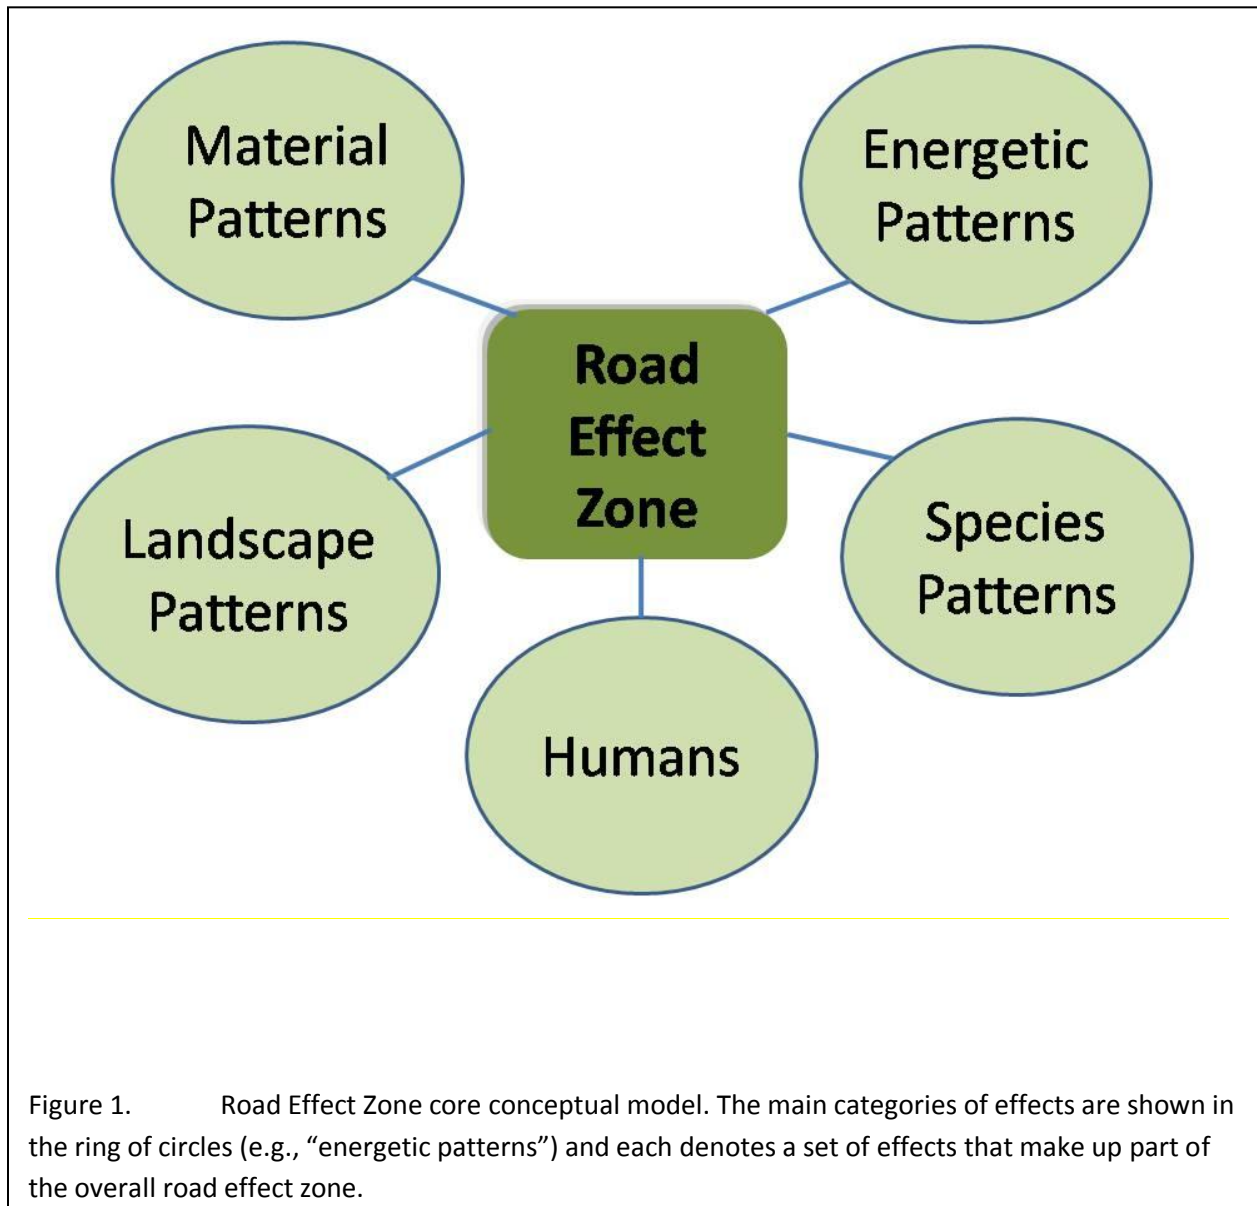 Material
Patterns
Energetic
Patterns
Road
Effect
Zone
Landscape
Patterns
Species
Patterns
Humans
Figure 1. Road Effect Zone core conceptual model. The main categories of effects are shown in
the ring of circles (e.g., “energetic patterns”) and each denotes a set of effects that make up part of
the overall road effect zone.